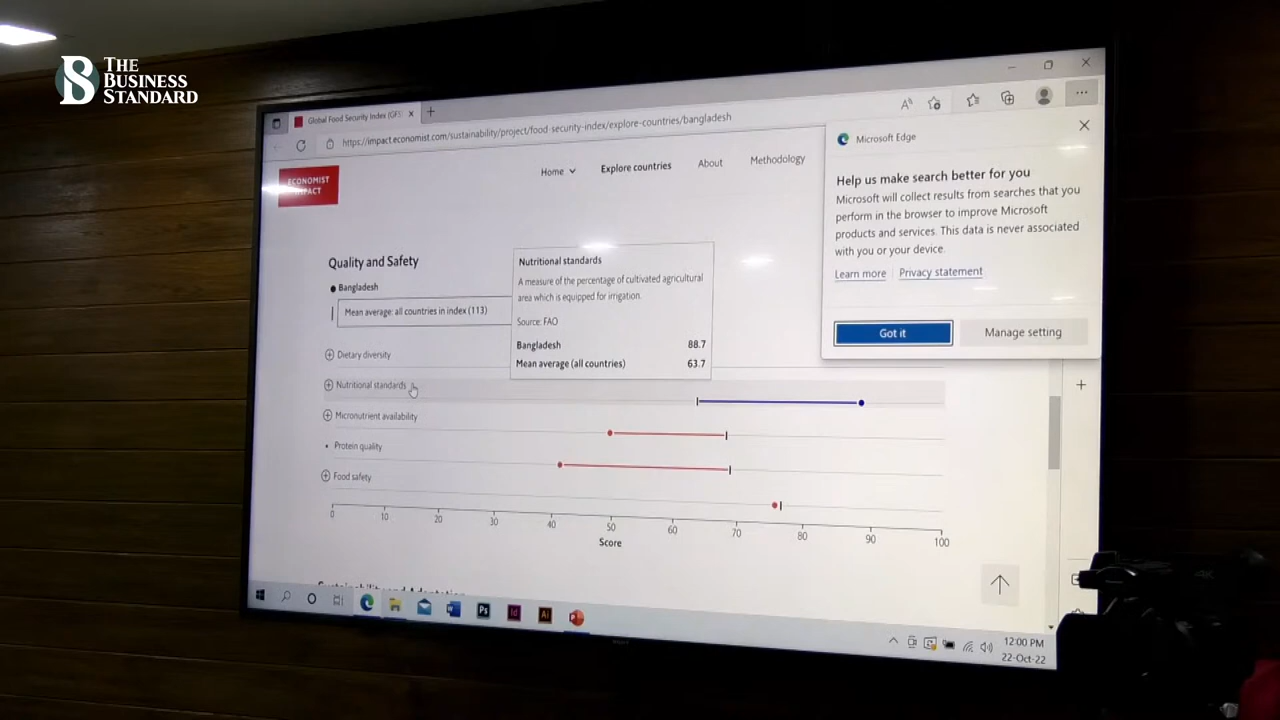 THE
BUSINESS
STANDARD
Global Food Security Index (GFS
https://impact.economist.com/sustainability/project/food-security-index/explore-countries/bangladesh
ECONOMIST
IMPACT
Home
Explore countries
About
Methodology
Microsoft Edge
Help us make search better for you
Microsoft will collect results from searches that you
perform in the browser to improve Microsoft
products and services. This data is never associated
with you or your device.
Learn more
Privacy statement
Got it
Manage setting
Quality and Safety
Bangladesh
Mean average: all countries in index (113)
Nutritional standards
A measure of the percentage of cultivated agricultural
area which is equipped for irrigation.
Source: FAO
Bangladesh 88.7
Mean average (all countries) 63.7
Dietary diversity
Nutritional standards
Micronutrient availability
Protein quality
Food safety
0 10 20 30 40 50 60 70 80 90 100
Score
Sustainability and Adaptation
Ps
Id
Ai
12:00 PM
22-Oct-22